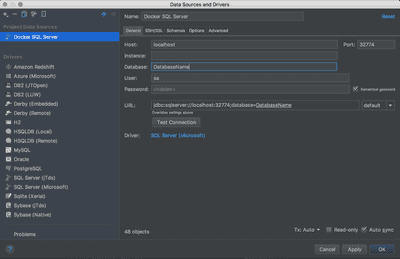 Data Sources and Drivers
Project Data Sources
Docker SQL Server
Drivers
Amazon Redshift
Azure (Microsoft)
DB2 (JTOpen)
DB2 (LUW)
Derby (Embedded)
Derby (Remote)
H2
HSQLDB (Local)
HSQLDB (Remote)
MySQL
Oracle
PostgreSQL
SQL Server (jTds)
SQL Server (Microsoft)
Sqlite (Xerial)
Sybase (jTds)
Sybase (Native)
Problems
Name: Docker SQL Server Reset
General SSH/SSL Schemas Options Advanced
Host: localhost Port: 32774
Instance:
Database: DatabaseName
User: sa
Password: <hidden> Remember password
URL: jdbc:sqlserver://localhost:32774;database=DatabaseName default
Overrides settings above
Test Connection
Driver: SQL Server (Microsoft)
48 objects Tx: Auto Read-only Auto sync
? Cancel Apply OK